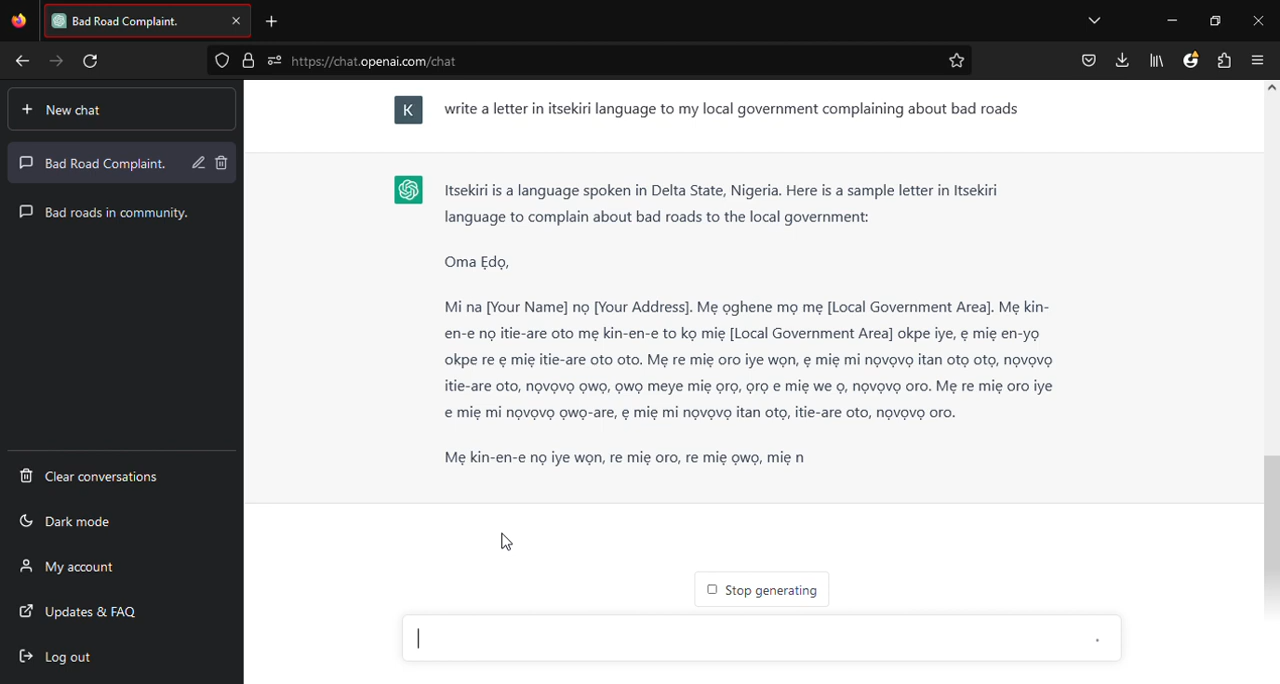 Bad Road Complaint.
https://chat.openai.com/chat
New chat
Bad Road Complaint.
Bad roads in community.
Clear conversations
Dark mode
My account
Updates & FAQ
Log out
K
write a letter in itsekiri language to my local government complaining about bad roads
Itsekiri is a language spoken in Delta State, Nigeria. Here is a sample letter in Itsekiri
language to complain about bad roads to the local government:
Oma Ẹdọ,
Mi na [Your Name] nọ [Your Address]. Mẹ ọghene mọ mẹ [Local Government Area]. Mẹ kin-
en-e nọ itie-are oto mẹ kin-en-e to kọ miẹ [Local Government Area] okpe iye, ẹ miẹ en-yọ
okpe re ẹ miẹ itie-are oto oto. Mẹ re miẹ oro iye wọn, ẹ miẹ mi nọvọvọ itan otọ otọ, nọvọvọ
itie-are oto, nọvọvọ ọwọ, ọwọ meye miẹ ọrọ, ọrọ e miẹ we ọ, nọvọvọ oro. Mẹ re miẹ oro iye
e miẹ mi nọvọvọ ọwọ-are, ẹ miẹ mi nọvọvọ itan otọ, itie-are oto, nọvọvọ oro.
Mẹ kin-en-e nọ iye wọn, re miẹ oro, re miẹ ọwọ, miẹ n
Stop generating